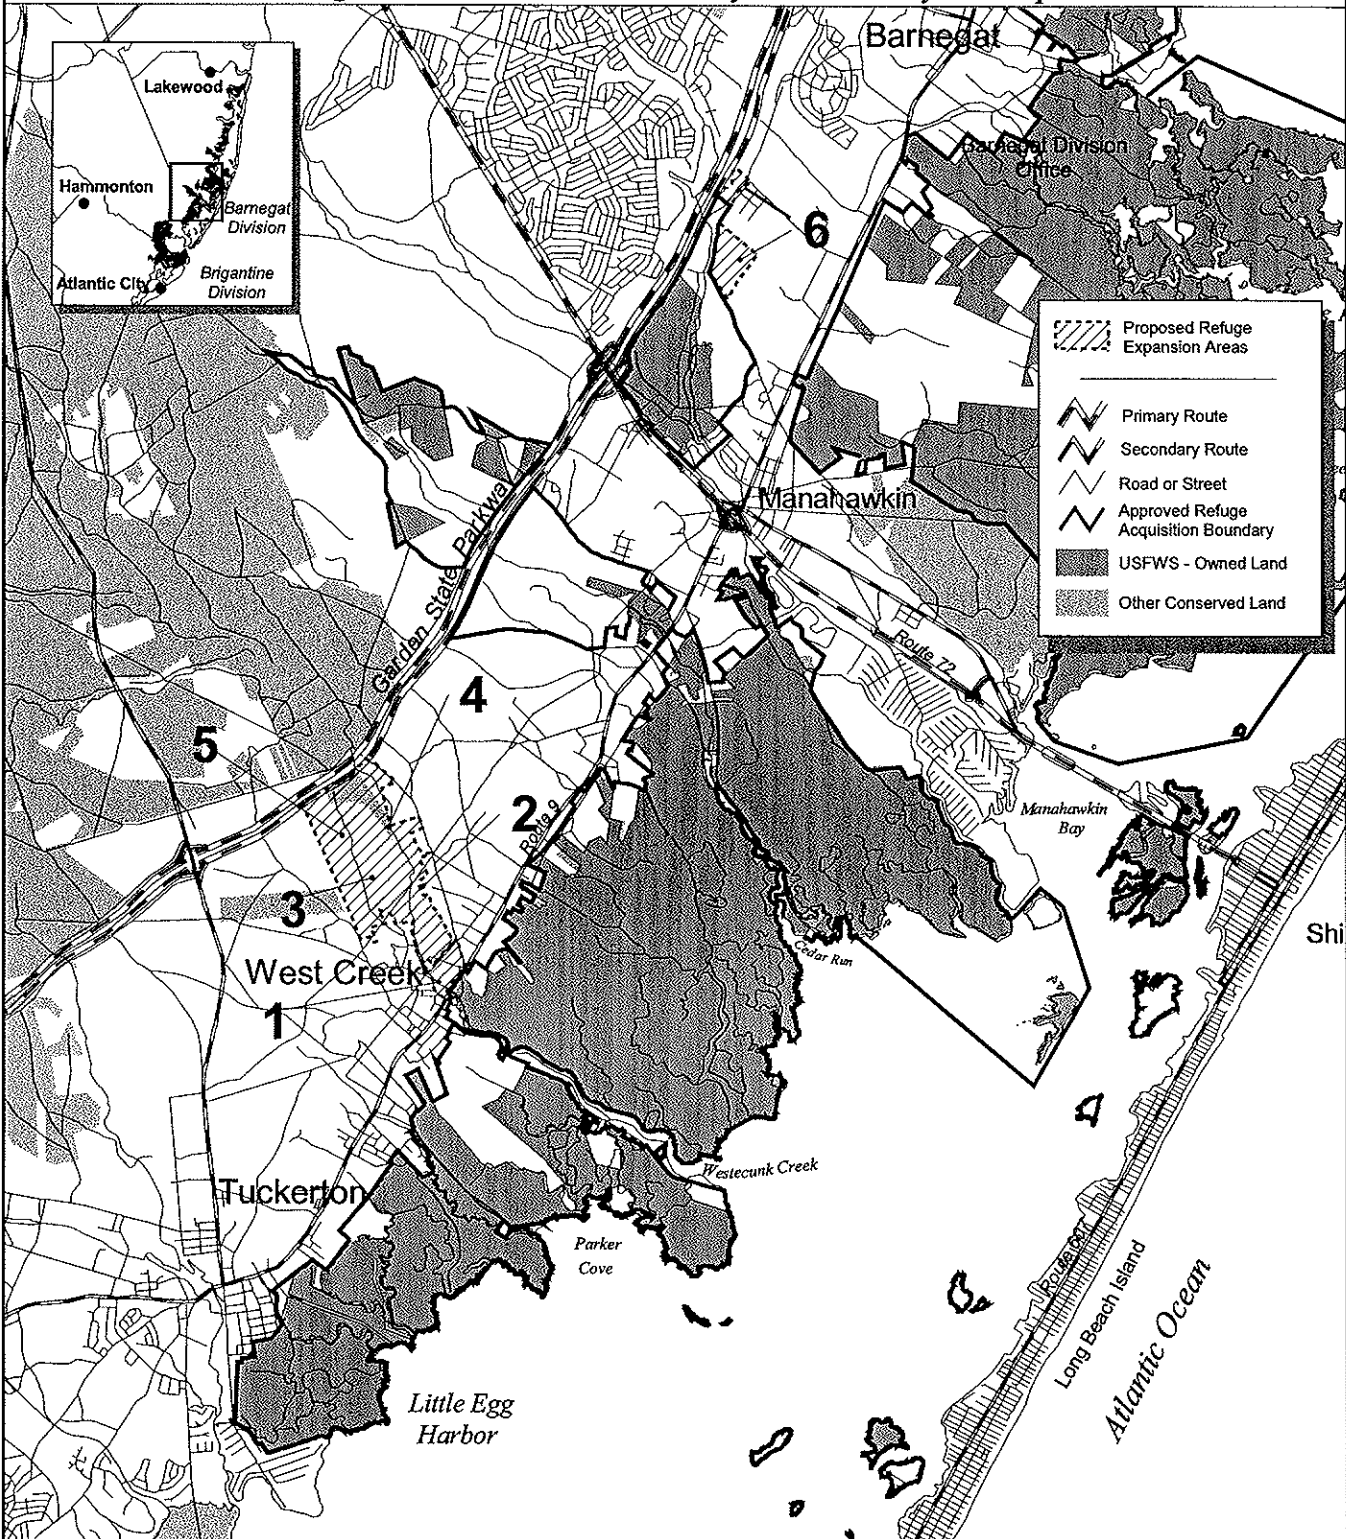 Barnegat
Lakewood
Hammonton
Barnegat
Division
Atlantic City
Brigantine
Division
Barnegat Division
Office
6
Proposed Refuge
Expansion Areas
Primary Route
Secondary Route
Road or Street
Approved Refuge
Acquisition Boundary
USFWS - Owned Land
Other Conserved Land
Manahawkin
Garden State Parkway
Route 72
4
5
2
Route 9
Manahawkin
Bay
3
Cedar Run
Shi
West Creek
1
Westecunk Creek
Tuckerton
Parker
Cove
Long Beach Island
Atlantic Ocean
Little Egg
Harbor